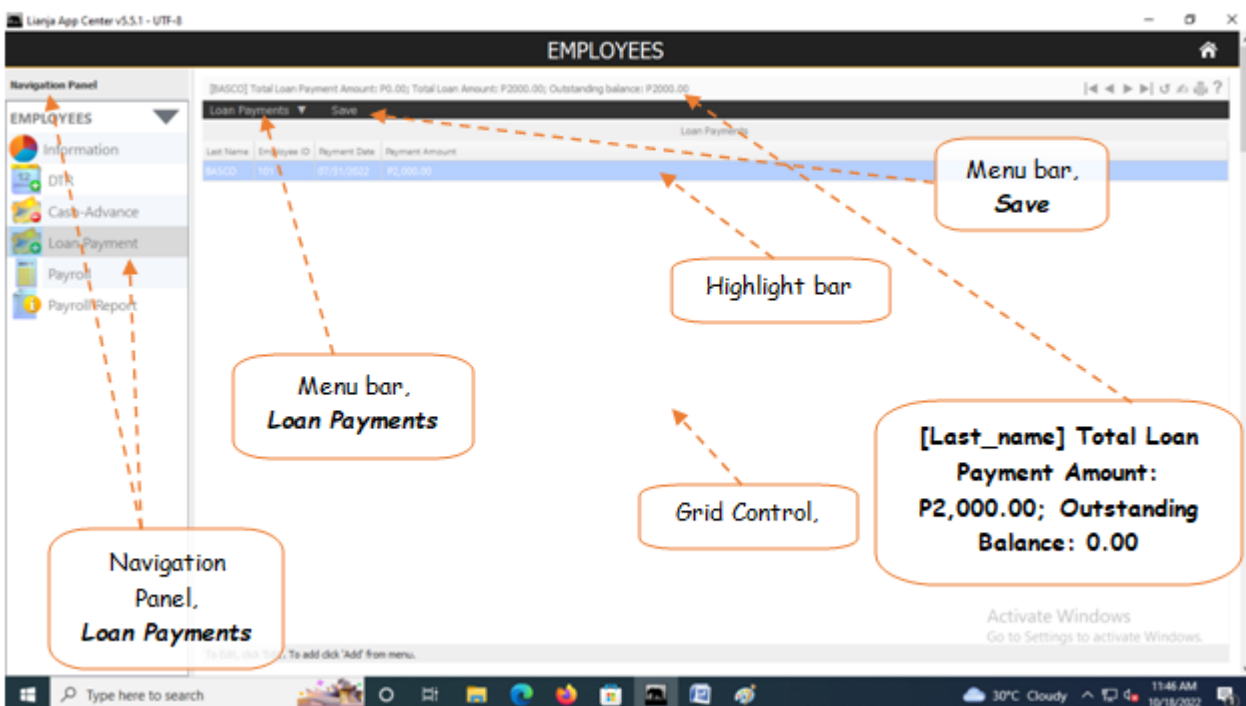 Lianja App Center v5.5.1 - UTF-8
EMPLOYEES
Navigation Panel
[BASCO] Total Loan Payment Amount: P0.00; Total Loan Amount: P2000.00; Outstanding balance: P2000.00
EMPLOYEES
Loan Payments ▼ Save
Loan Payments
Information
Last Name Employee ID Payment Date Payment Amount
BASCO 101 07/31/2022 P2,000.00
DTR
Cash-Advance
Loan Payment
Payroll
Payroll Report
Menu bar,
Save
Highlight bar
Menu bar,
Loan Payments
[Last_name] Total Loan
Payment Amount:
P2,000.00; Outstanding
Balance: 0.00
Grid Control,
Navigation
Panel,
Loan Payments
Activate Windows
Go to Settings to activate Windows.
To Edit, click 'Edit'. To add click 'Add' from menu.
Type here to search
30°C Cloudy
11:46 AM
10/18/2022